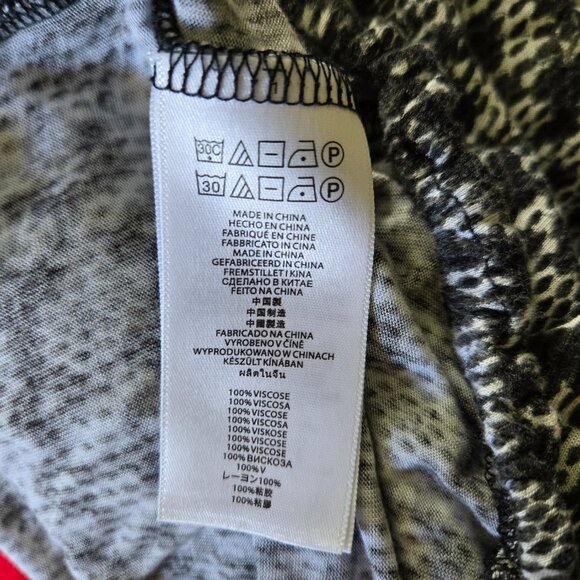 1
30C P
30 P
MADE IN CHINA
HECHO EN CHINA
FABRIQUÉ EN CHINE
FABBRICATO IN CINA
MADE IN CHINA
GEFABRICEERD IN CHINA
FREMSTILLET I KINA
СДЕЛАНО В КИТАЕ
FEITO NA CHINA
中国製
中国制造
中國製造
FABRICADO NA CHINA
VYROBENO V ČÍNĚ
WYPRODUKOWANO W CHINACH
KÉSZÜLT KÍNÁBAN
ผลิตในจีน
100% VISCOSE
100% VISCOSA
100% VISCOSE
100% VISCOSA
100% VISKOSE
100% VISCOSE
100% VISCOSE
100% ВИСКОЗА
100% V
レーヨン100%
100%粘胶
100%粘膠